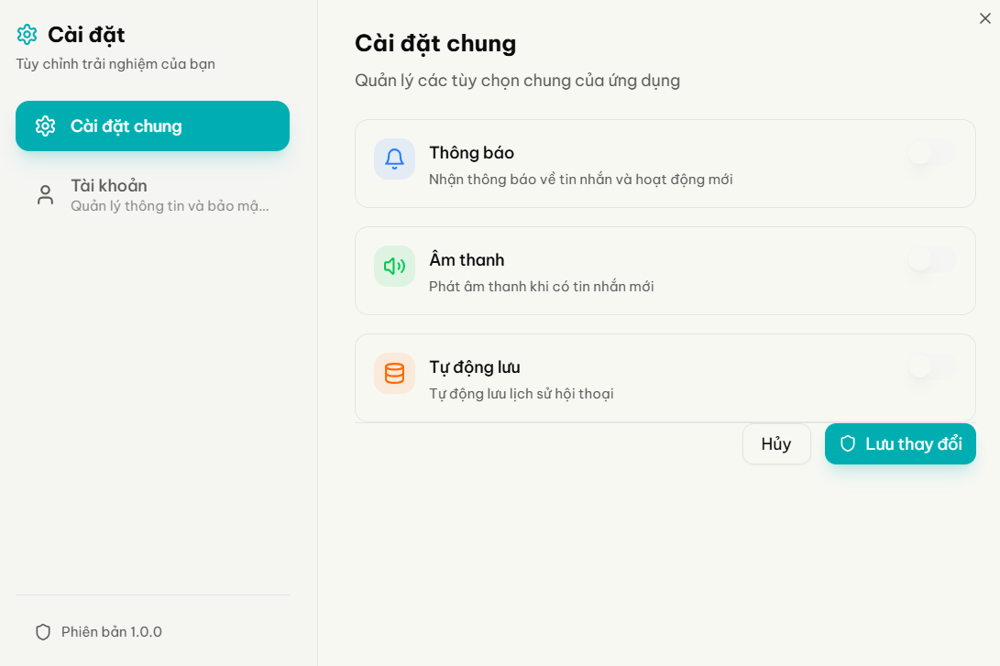 Cài đặt
Tùy chỉnh trải nghiệm của bạn
Cài đặt chung
Tài khoản
Quản lý thông tin và bảo mậ...
Phiên bản 1.0.0
Cài đặt chung
Quản lý các tùy chọn chung của ứng dụng
Thông báo
Nhận thông báo về tin nhắn và hoạt động mới
Âm thanh
Phát âm thanh khi có tin nhắn mới
Tự động lưu
Tự động lưu lịch sử hội thoại
Hủy
Lưu thay đổi